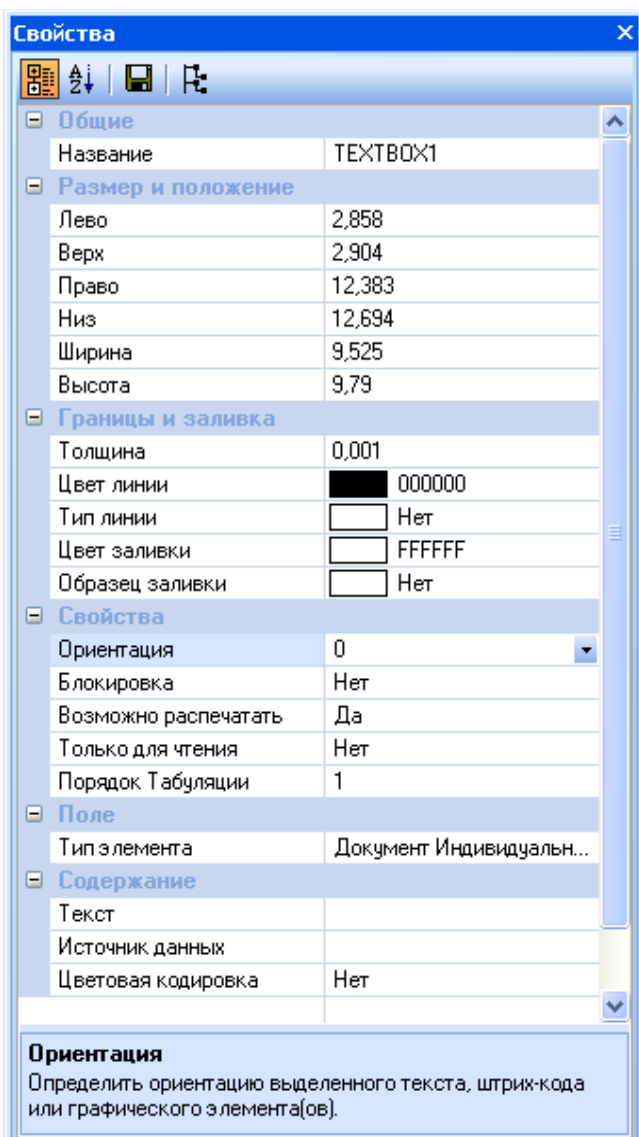 Свойства
Общие
Название TEXTBOX1
Размер и положение
Лево 2,858
Верх 2,904
Право 12,383
Низ 12,694
Ширина 9,525
Высота 9,79
Границы и заливка
Толщина 0,001
Цвет линии 000000
Тип линии Нет
Цвет заливки FFFFFF
Образец заливки Нет
Свойства
Ориентация 0
Блокировка Нет
Возможно распечатать Да
Только для чтения Нет
Порядок Табуляции 1
Поле
Тип элемента Документ Индивидуальн...
Содержание
Текст
Источник данных
Цветовая кодировка Нет
Ориентация
Определить ориентацию выделенного текста, штрих-кода
или графического элемента(ов).